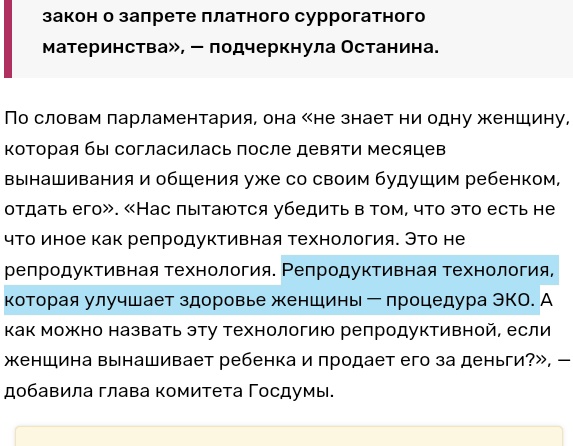 закон о запрете платного суррогатного
материнства», — подчеркнула Останина.
По словам парламентария, она «не знает ни одну женщину,
которая бы согласилась после девяти месяцев
вынашивания и общения уже со своим будущим ребенком,
отдать его». «Нас пытаются убедить в том, что это есть не
что иное как репродуктивная технология. Это не
репродуктивная технология. Репродуктивная технология,
которая улучшает здоровье женщины — процедура ЭКО. А
как можно назвать эту технологию репродуктивной, если
женщина вынашивает ребенка и продает его за деньги?», —
добавила глава комитета Госдумы.